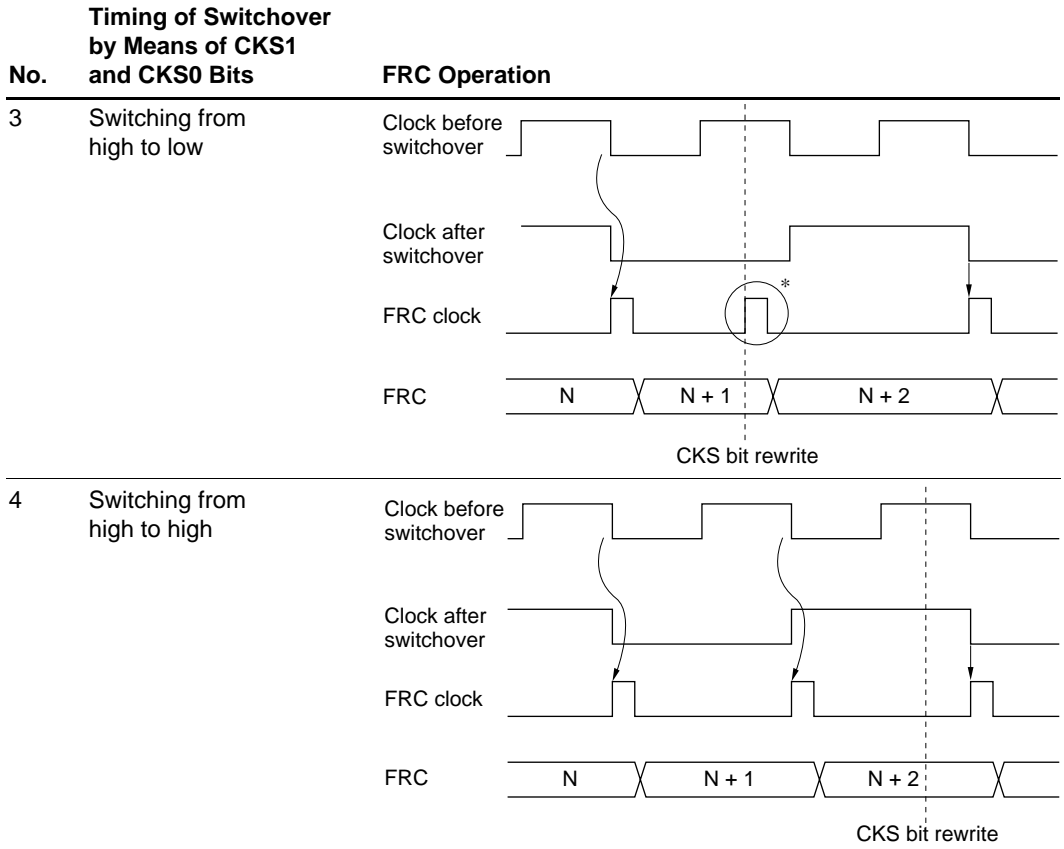 Timing of Switchover
by Means of CKS1
No. and CKS0 Bits FRC Operation
3 Switching from
high to low
Clock before
switchover
Clock after
switchover
*
FRC clock
FRC N N + 1 N + 2
CKS bit rewrite
4 Switching from
high to high
Clock before
switchover
Clock after
switchover
FRC clock
FRC N N + 1 N + 2
CKS bit rewrite